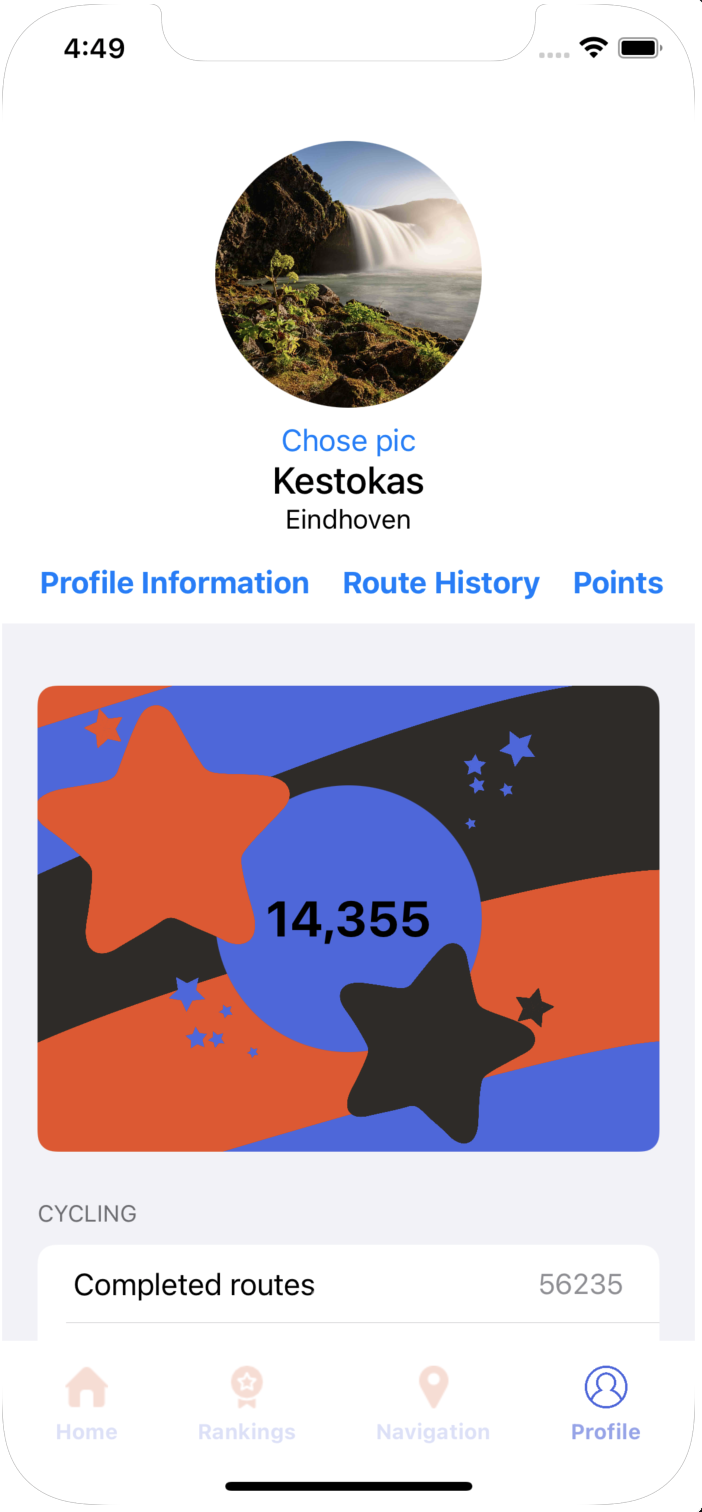 4:49
Chose pic
Kestokas
Eindhoven
Profile Information Route History Points
14,355
CYCLING
Completed routes 56235
Home Rankings Navigation Profile